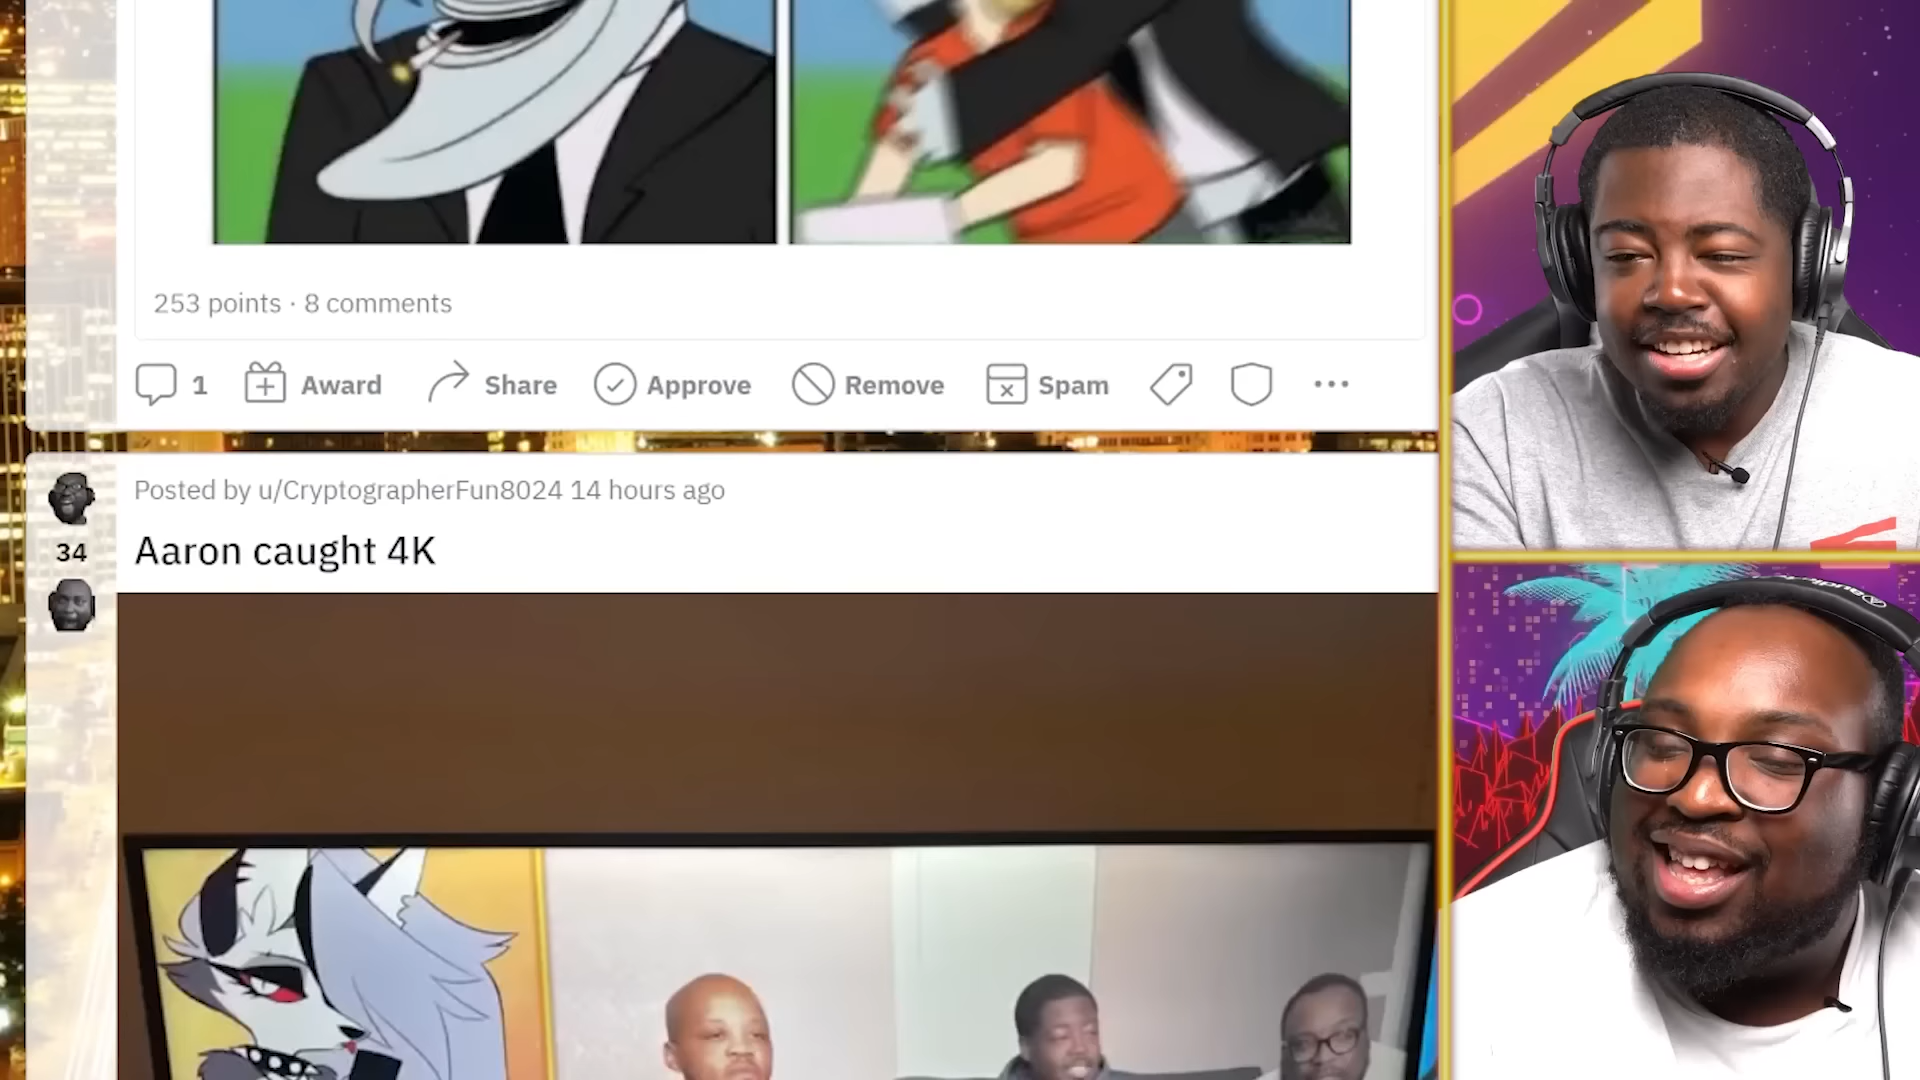 253 points · 8 comments
1 Award Share Approve Remove Spam
Posted by u/CryptographerFun8024 14 hours ago
34
Aaron caught 4K